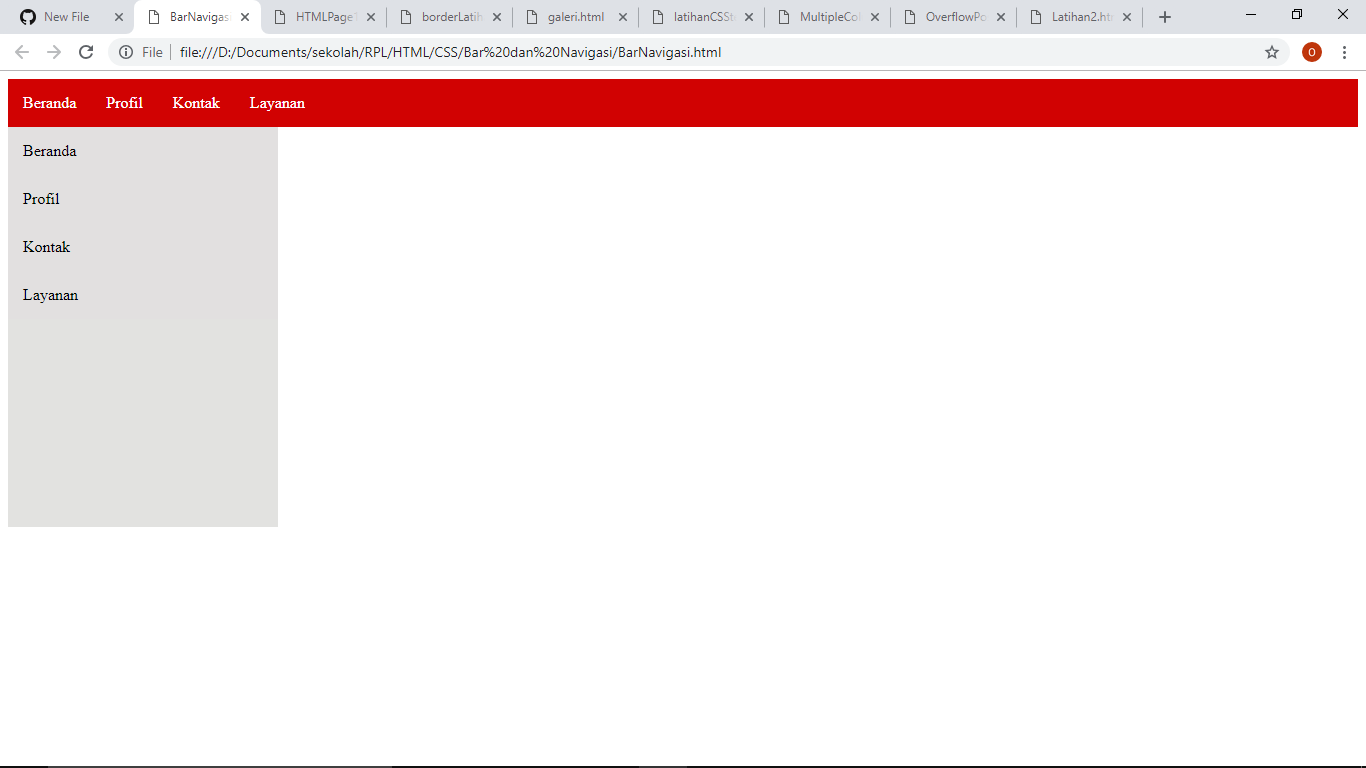 New File
BarNavigas
HTMLPage
borderLatih
galeri.html
latihanCSSt
MultipleCol
OverflowPo
Latihan2.ht
File
file:///D:/Documents/sekolah/RPL/HTML/CSS/Bar%20dan%20Navigasi/BarNavigasi.html
O
Beranda Profil Kontak Layanan
Beranda
Profil
Kontak
Layanan